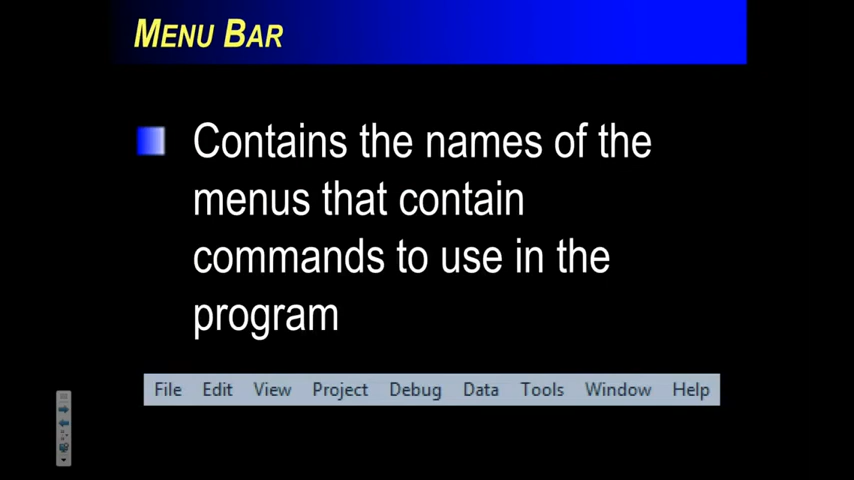 MENU BAR
Contains the names of the
menus that contain
commands to use in the
program
File Edit View Project Debug Data Tools Window Help